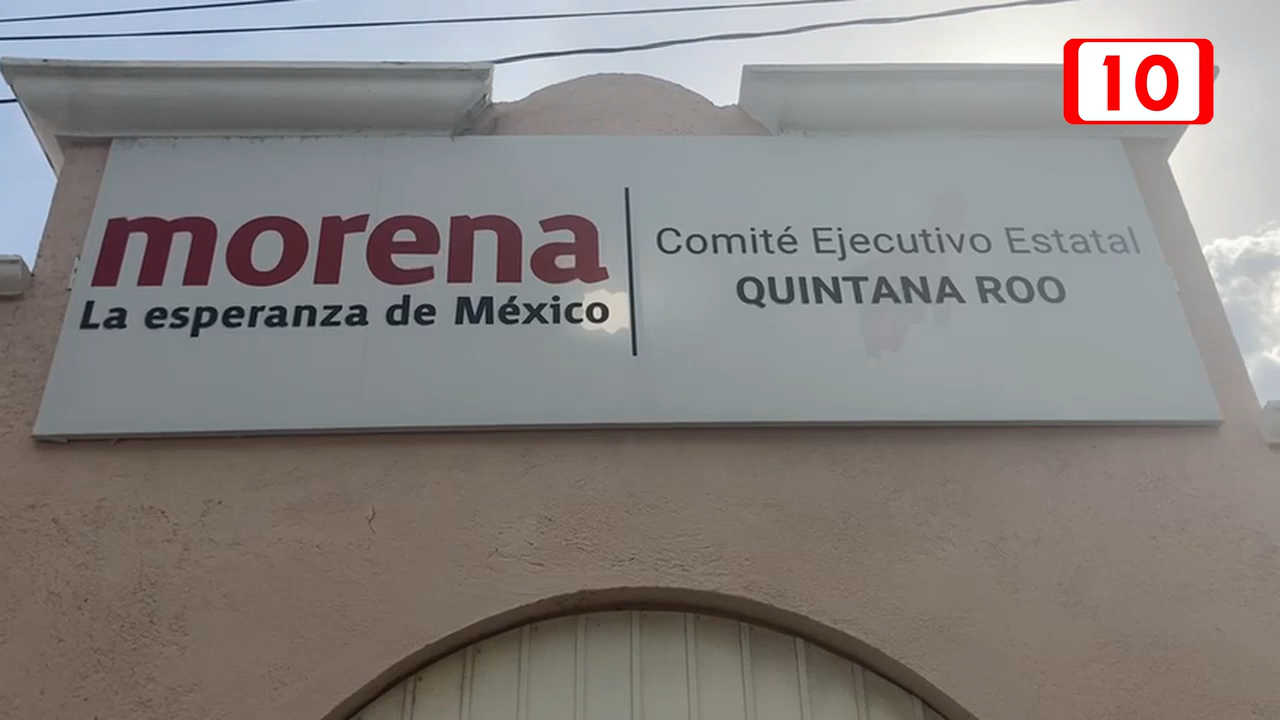 10
morena
La esperanza de México
Comité Ejecutivo Estatal
QUINTANA ROO